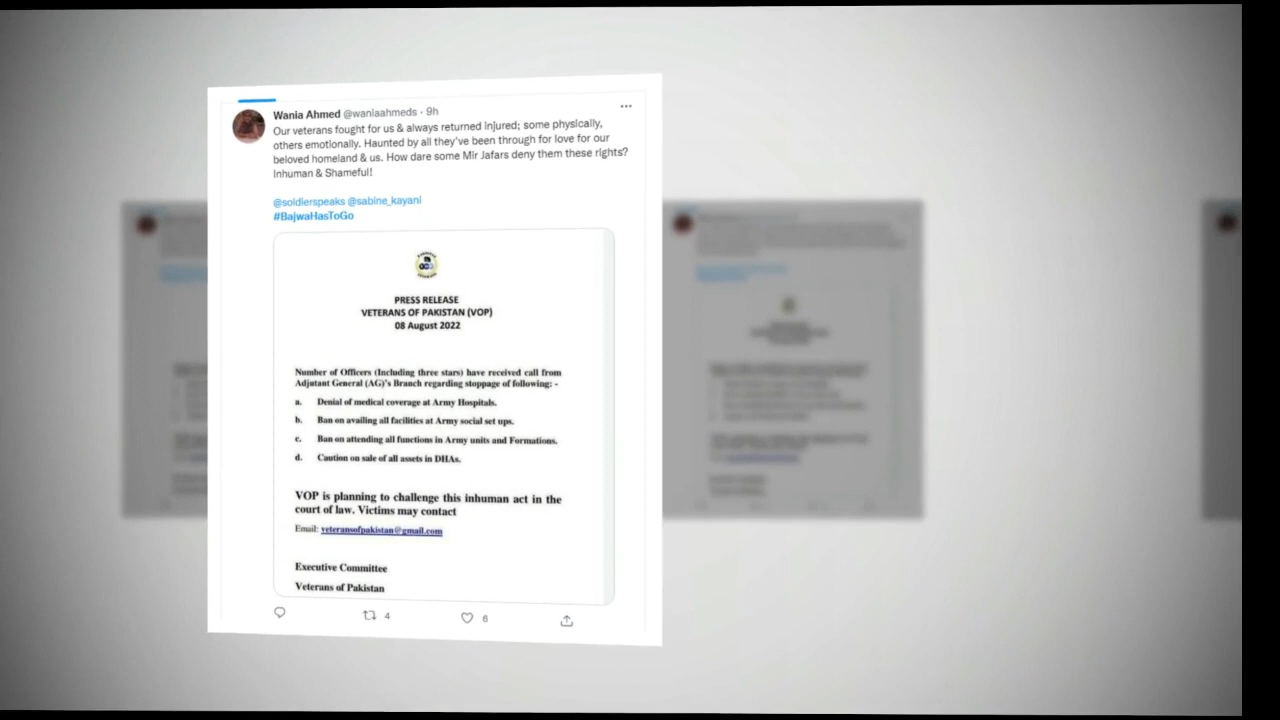 Wania Ahmed @waniaahmeds · 9h
Our veterans fought for us & always returned injured; some physically,
others emotionally. Haunted by all they've been through for love for our
beloved homeland & us. How dare some Mir Jafars deny them these rights?
Inhuman & Shameful!
@soldierspeaks @sabine_kayani
#BajwaHasToGo
PRESS RELEASE
VETERANS OF PAKISTAN (VOP)
08 August 2022
Number of Officers (Including three stars) have received call from
Adjutant General (AG)'s Branch regarding stoppage of following: -
a. Denial of medical coverage at Army Hospitals.
b. Ban on availing all facilities at Army social set ups.
c. Ban on attending all functions in Army units and Formations.
d. Caution on sale of all assets in DHAs.
VOP is planning to challenge this inhuman act in the
court of law. Victims may contact
Email: veteransofpakistan@gmail.com
Executive Committee
Veterans of Pakistan
4 6